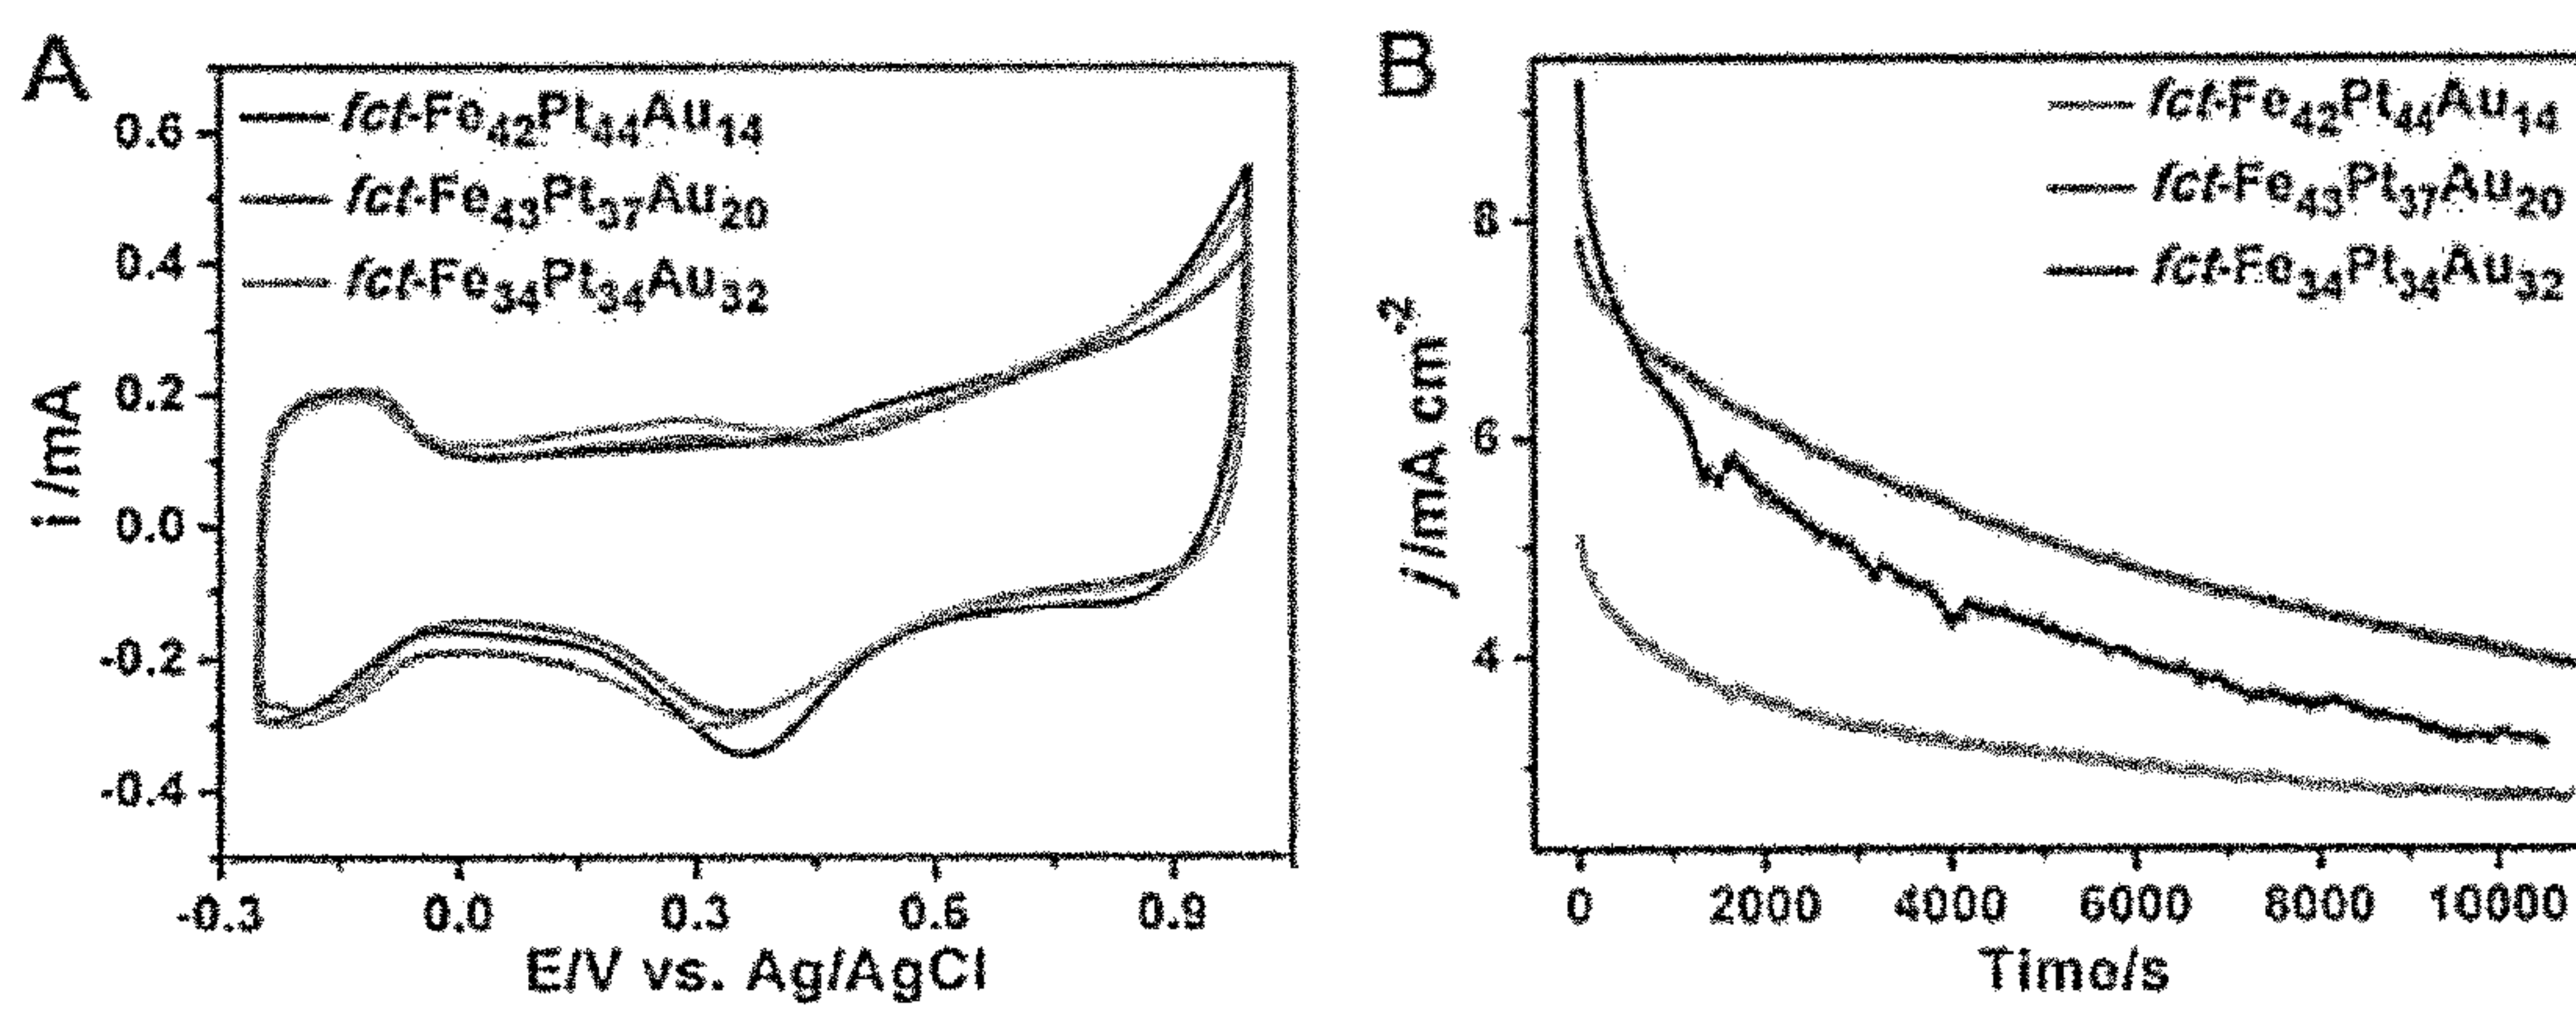 A
0.6
0.4
0.2
0.0
-0.2
-0.4
i /mA
fct-Fe42Pt44Au14
fct-Fe43Pt37Au20
fct-Fe34Pt34Au32
-0.3 0.0 0.3 0.6 0.9
E/V vs. Ag/AgCl
B
8
6
4
j /mA cm-2
fct-Fe42Pt44Au14
fct-Fe43Pt37Au20
fct-Fe34Pt34Au32
0 2000 4000 6000 8000 10000
Time/s